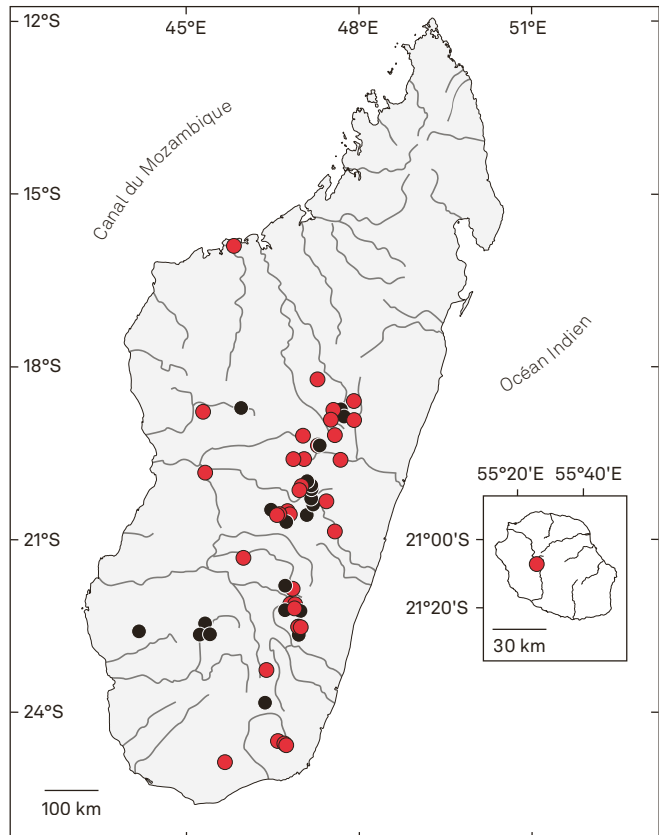 12°S
45°E
48°E
51°E
Canal du Mozambique
15°S
18°S
Océan Indien
55°20'E
55°40'E
21°S
21°00'S
21°20'S
30 km
24°S
100 km